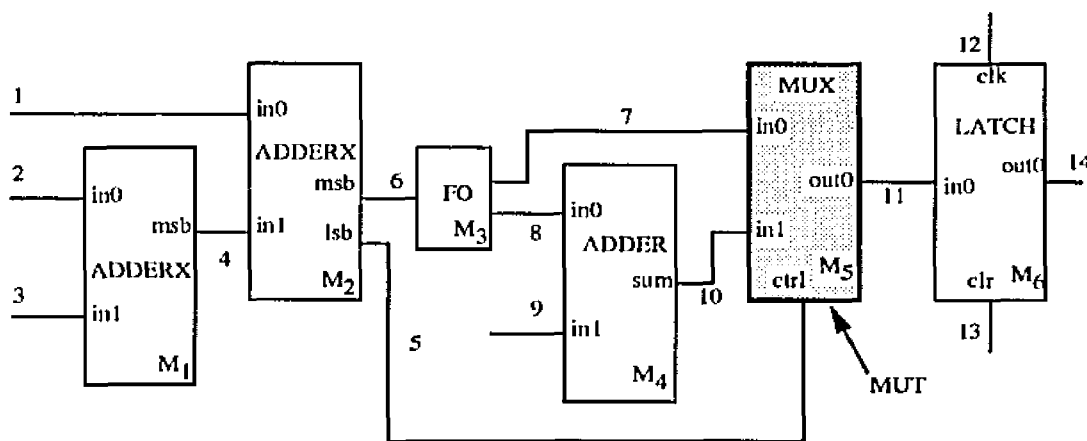 12
clk
MUX
1
in0
7
in0
LATCH
ADDERX
2
msb
6
FO
out0
out0
14
in0
in0
11
in0
M3
8
msb
in1
lsb
ADDER
in1
4
ADDERX
M2
sum
ctrl
M5
clr
M6
10
3
in1
9
in1
5
13
M1
M4
MUT